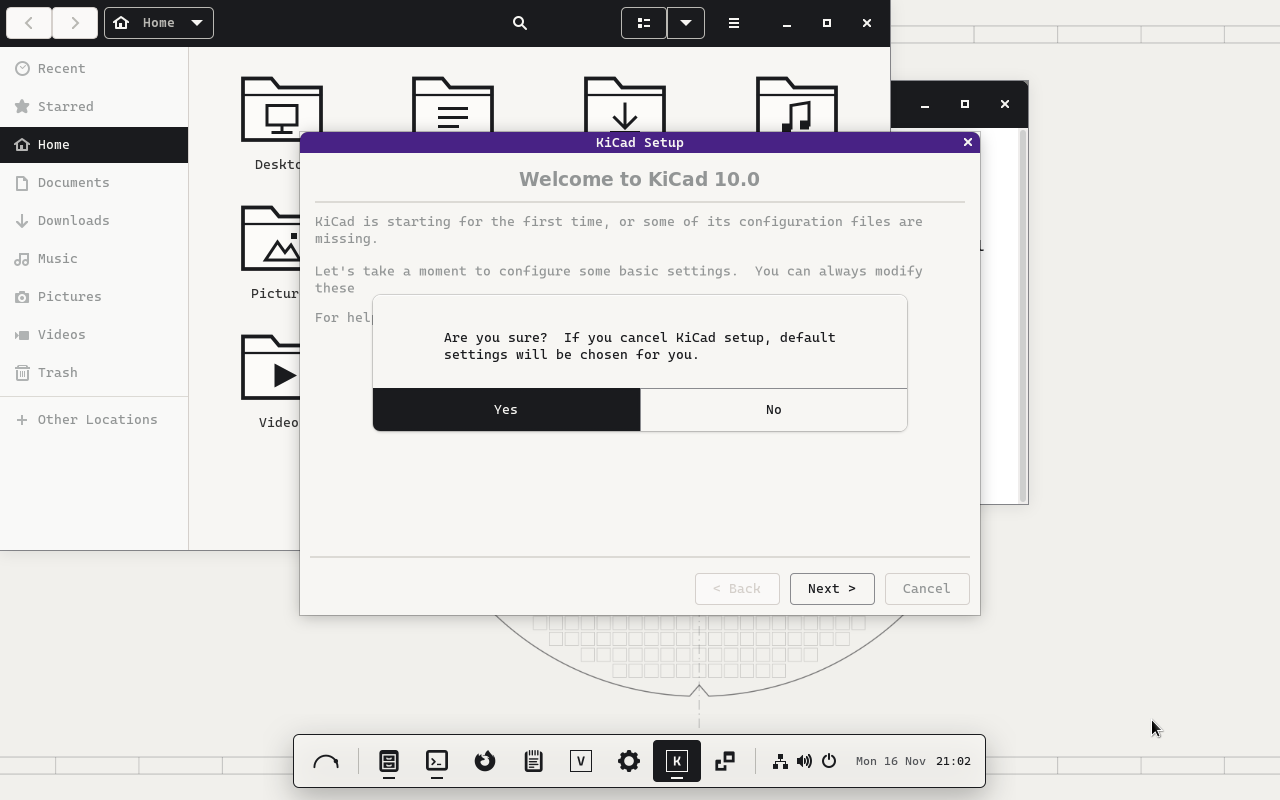 Home
Recent
Starred
Home
Documents
Downloads
Music
Pictures
Videos
Trash
Other Locations
KiCad Setup
Welcome to KiCad 10.0
KiCad is starting for the first time, or some of its configuration files are
missing.
Let's take a moment to configure some basic settings.  You can always modify
these
For help
Are you sure?  If you cancel KiCad setup, default
settings will be chosen for you.
Yes
No
< Back
Next >
Cancel
V
K
Mon 16 Nov
21:02